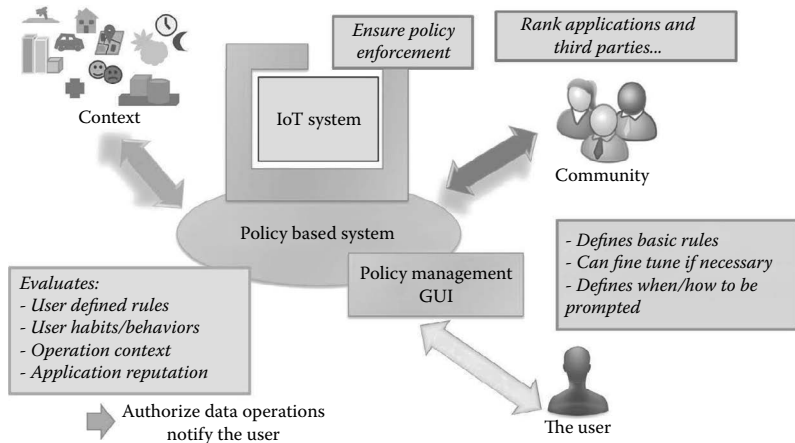 Ensure policy
enforcement
Rank applications and
third parties...
Context
IoT system
Community
Policy based system
Policy management
GUI
- Defines basic rules
- Can fine tune if necessary
- Defines when/how to be
prompted
Evaluates:
- User defined rules
- User habits/behaviors
- Operation context
- Application reputation
Authorize data operations
notify the user
The user